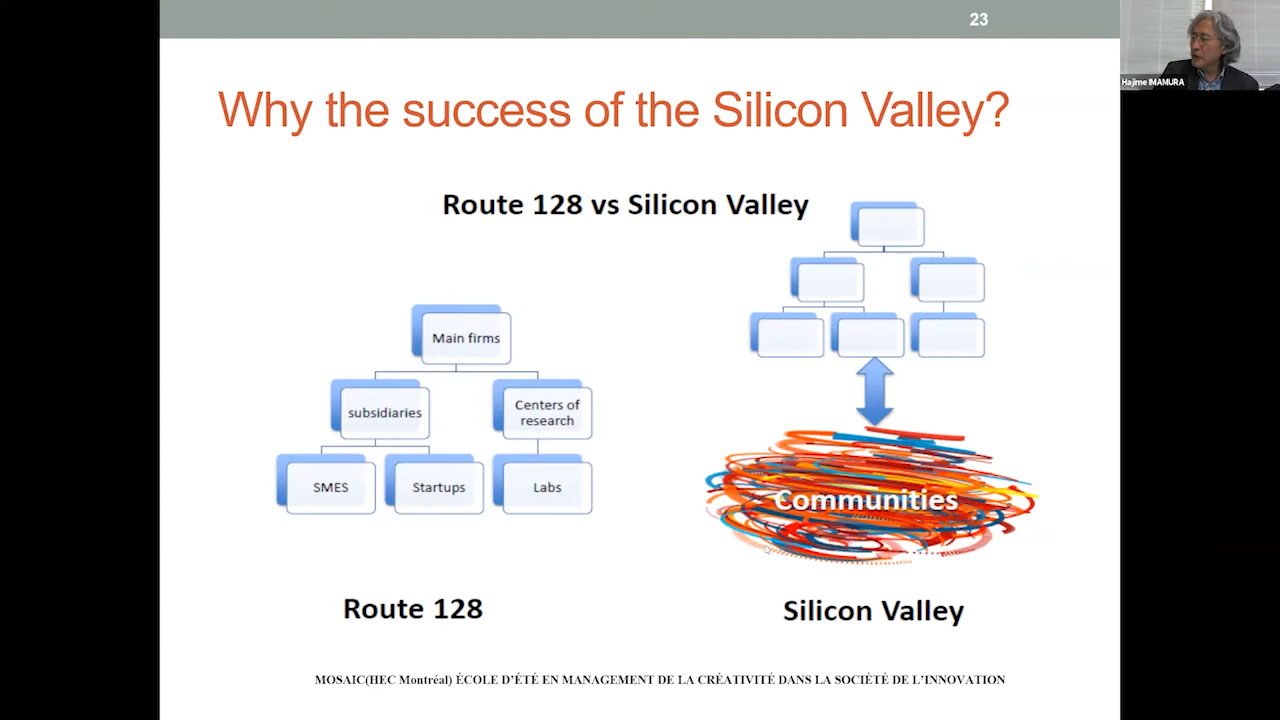 23
Hajime IMAMURA
Why the success of the Silicon Valley?
Route 128 vs Silicon Valley
Main firms
subsidiaries
Centers of
research
SMES
Startups
Labs
Communities
Route 128
Silicon Valley
MOSAIC(HEC Montréal) ÉCOLE D'ÉTÉ EN MANAGEMENT DE LA CRÉATIVITÉ DANS LA SOCIÉTÉ DE L'INNOVATION